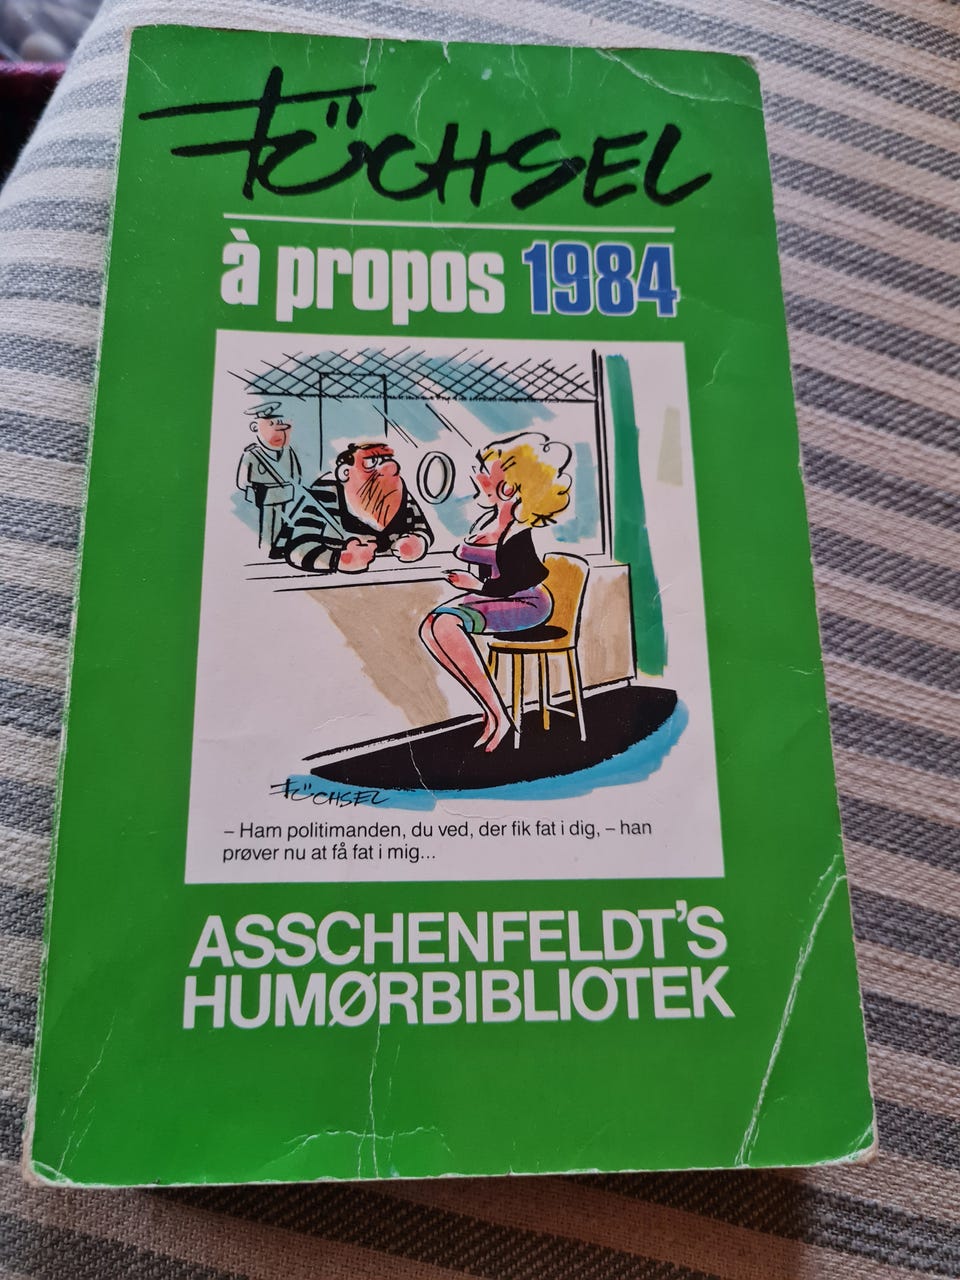 FÜCHSEL
à propos 1984
FÜCHSEL
– Ham politimanden, du ved, der fik fat i dig, – han
prøver nu at få fat i mig...
ASSCHENFELDT'S
HUMØRBIBLIOTEK